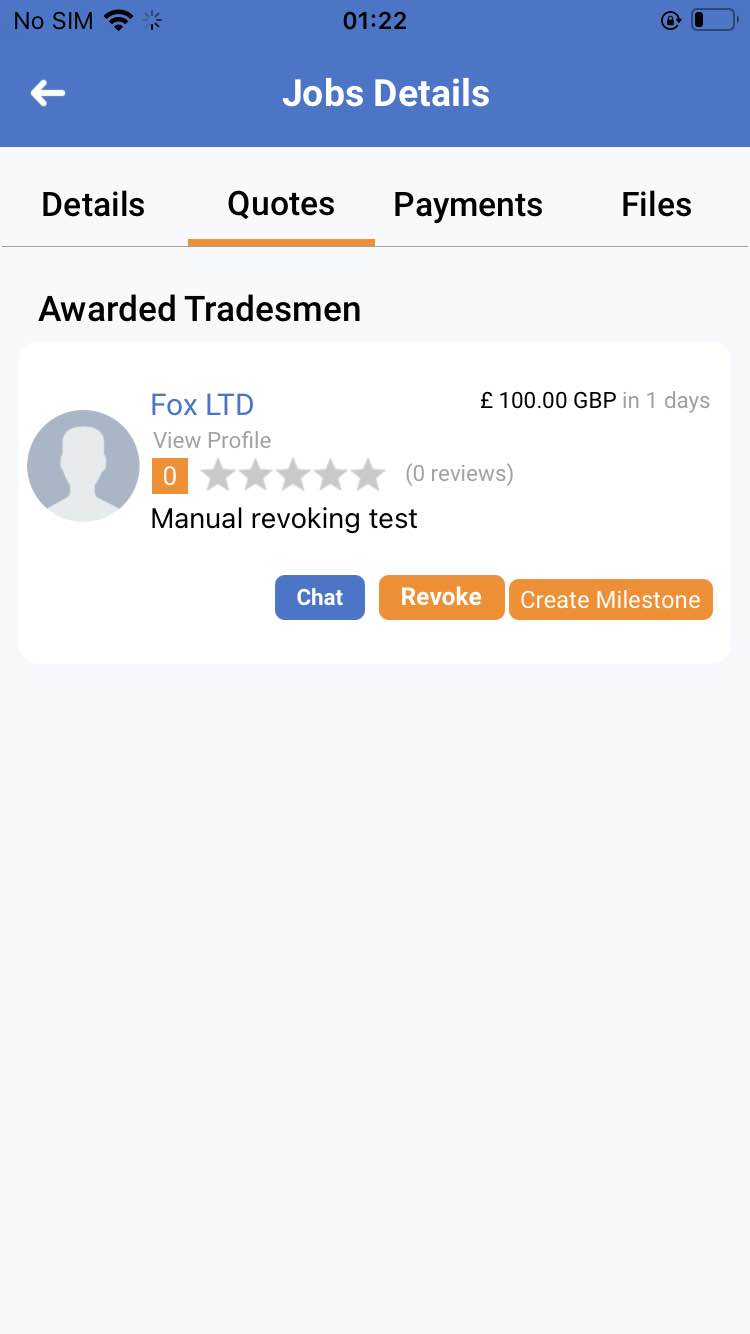 No SIM 01:22
Jobs Details
Details Quotes Payments Files
Awarded Tradesmen
Fox LTD £ 100.00 GBP in 1 days
View Profile
0 (0 reviews)
Manual revoking test
Chat Revoke Create Milestone